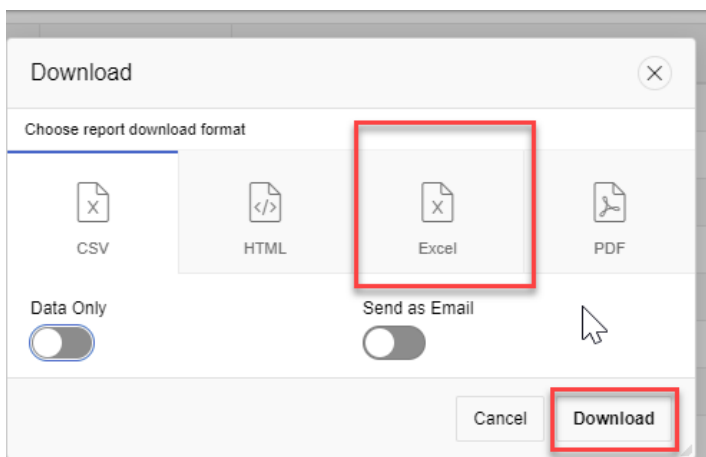 Download
Choose report download format
CSV HTML Excel PDF
Data Only Send as Email
Cancel Download